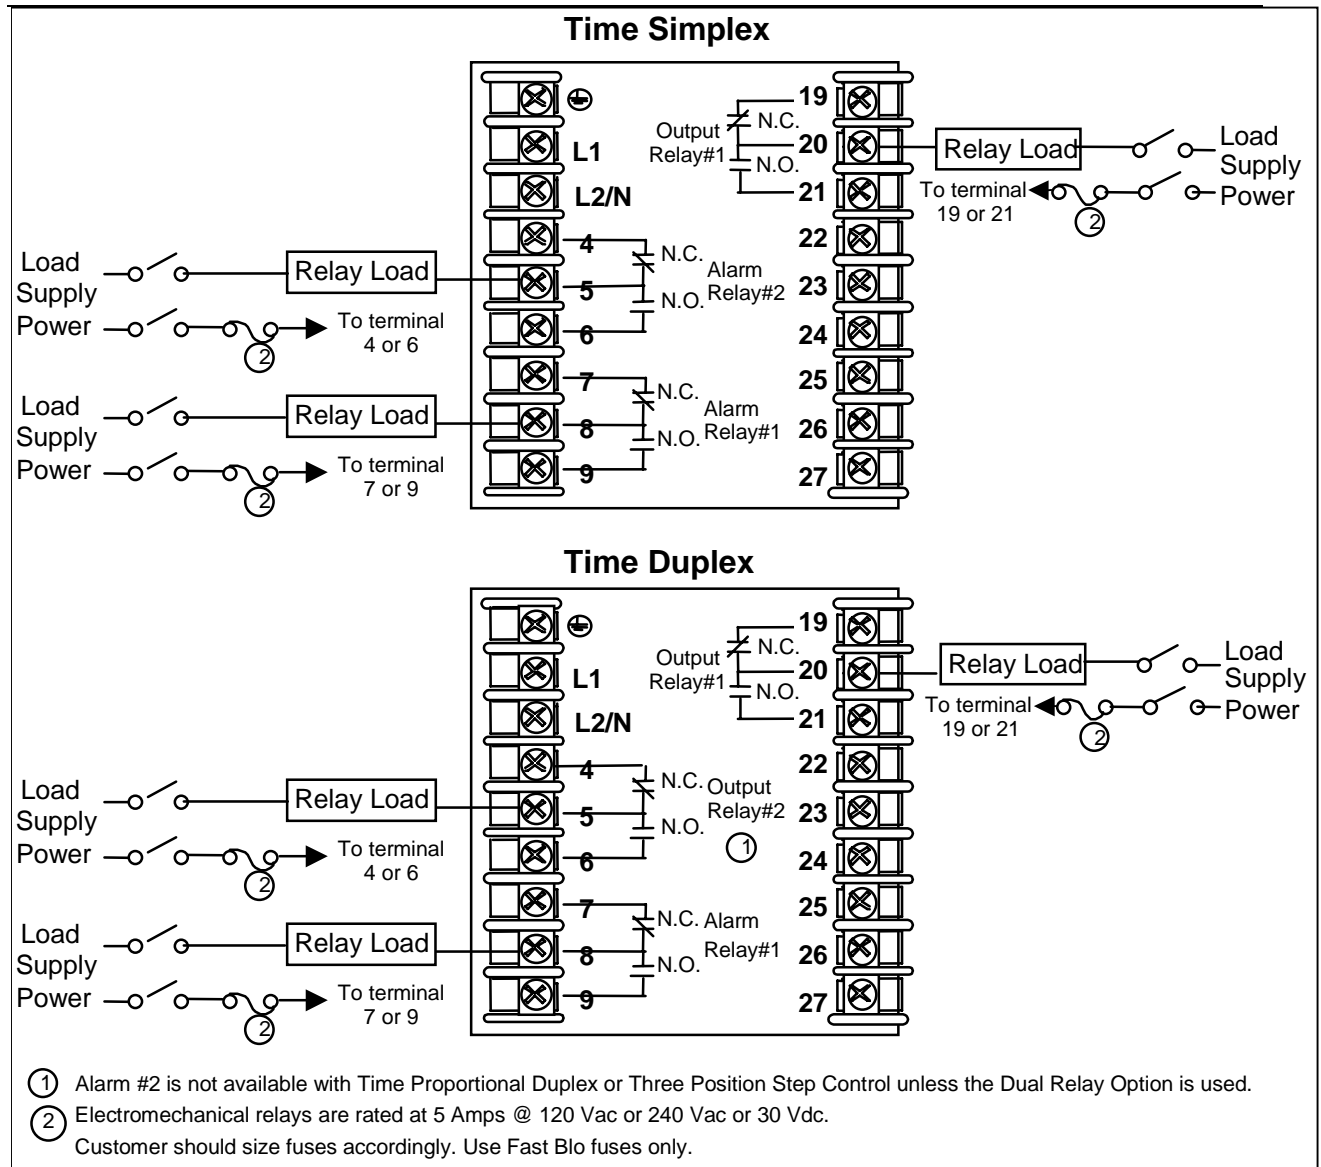 Time Simplex
L1
L2/N
4
5
6
7
8
9
N.C.
N.O.
Alarm
Relay#2
N.C.
N.O.
Alarm
Relay#1
Output
Relay#1
N.C.
N.O.
19
20
21
22
23
24
25
26
27
Relay Load
Load
Supply
Power
To terminal
19 or 21
2
Load
Supply
Power
Relay Load
To terminal
4 or 6
2
Load
Supply
Power
Relay Load
To terminal
7 or 9
2
Time Duplex
L1
L2/N
4
5
6
7
8
9
N.C.
N.O.
Output
Relay#2
1
N.C.
N.O.
Alarm
Relay#1
Output
Relay#1
N.C.
N.O.
19
20
21
22
23
24
25
26
27
Relay Load
Load
Supply
Power
To terminal
19 or 21
2
Load
Supply
Power
Relay Load
To terminal
4 or 6
2
Load
Supply
Power
Relay Load
To terminal
7 or 9
2
1 Alarm #2 is not available with Time Proportional Duplex or Three Position Step Control unless the Dual Relay Option is used.
2 Electromechanical relays are rated at 5 Amps @ 120 Vac or 240 Vac or 30 Vdc.
Customer should size fuses accordingly. Use Fast Blo fuses only.